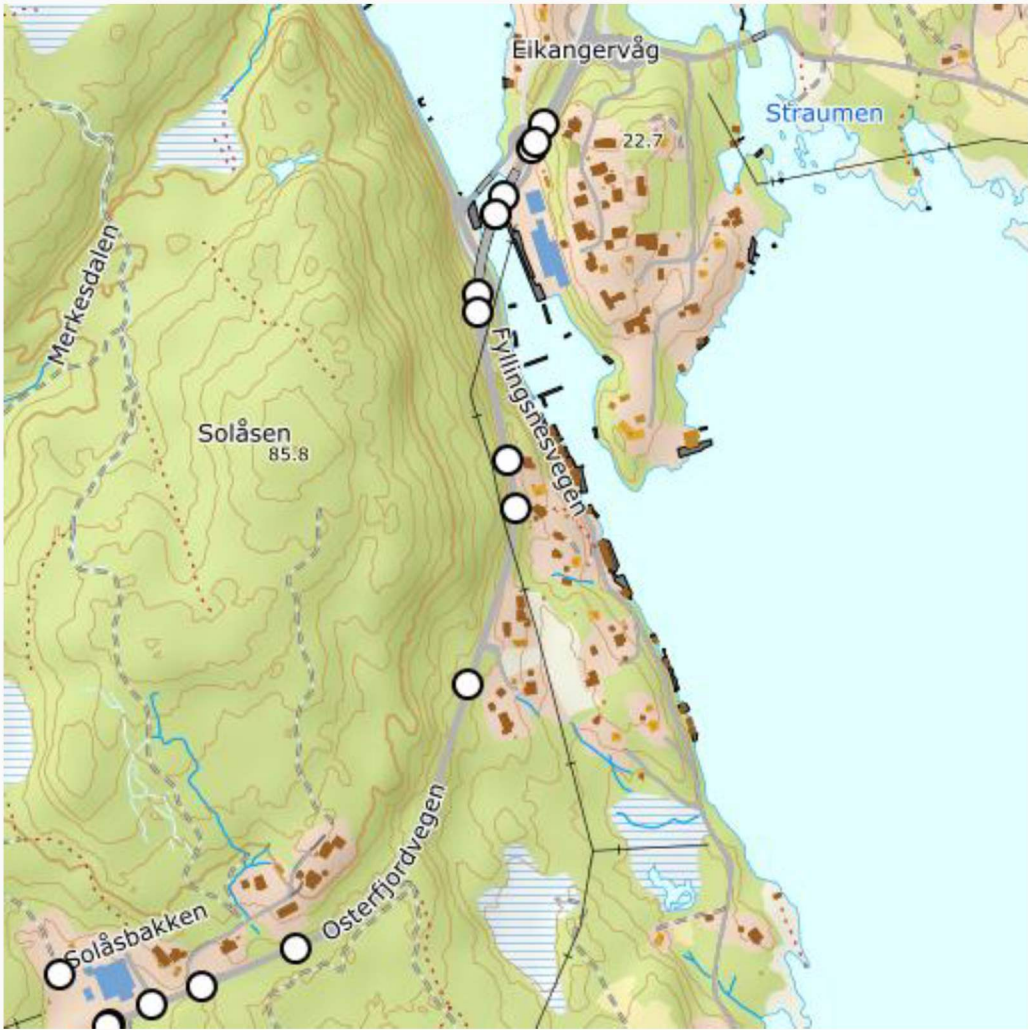 Eikangervåg
Straumen
22.7
Merkesdalen
Fyllingsnesvegen
Solåsen
85.8
Osterfjordvegen
Solåsbakken